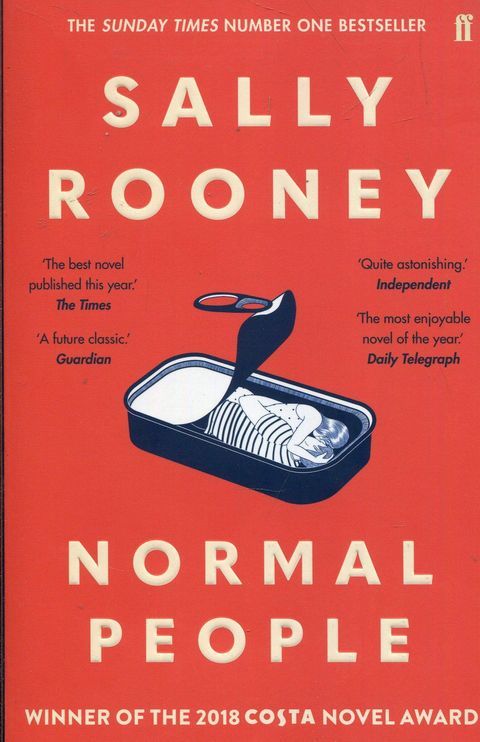 THE SUNDAY TIMES NUMBER ONE BESTSELLER
ff
SALLY
ROONEY
'The best novel
published this year.'
The Times
'A future classic.'
Guardian
'Quite astonishing.'
Independent
'The most enjoyable
novel of the year.'
Daily Telegraph
NORMAL
PEOPLE
WINNER OF THE 2018 COSTA NOVEL AWARD